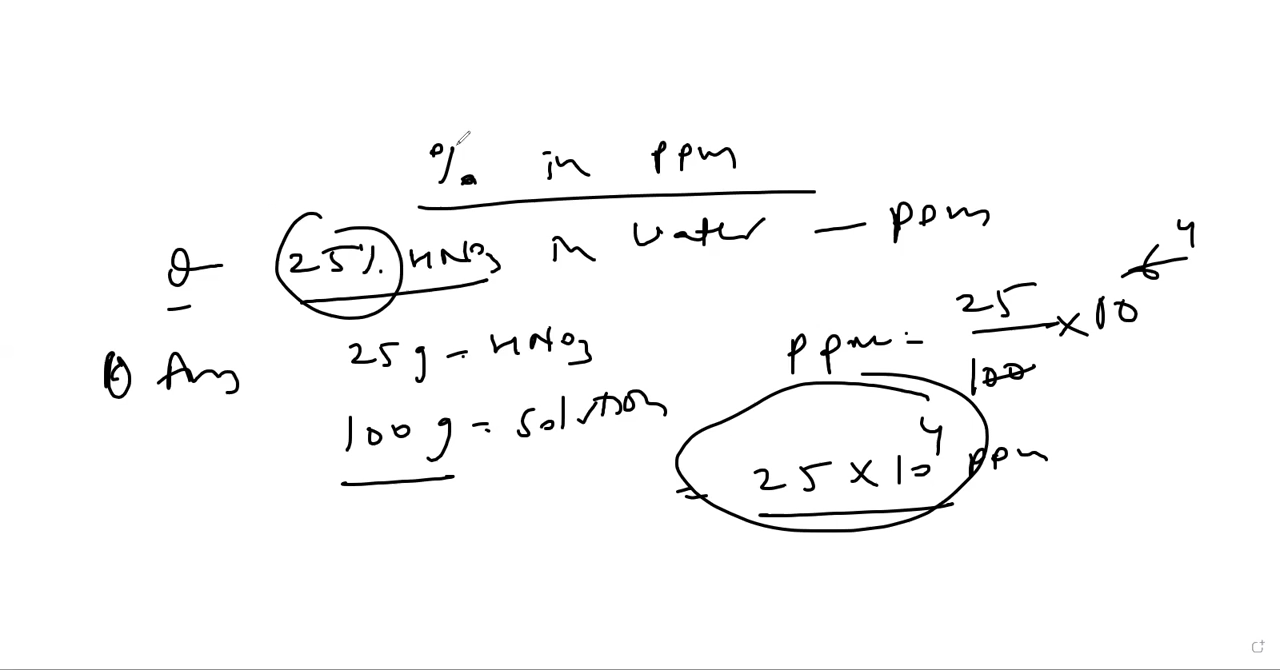 % in ppm
Q 25% HNO3 in water — ppm
Ans 25 g - HNO3
100 g = solution
ppm = 25/100 × 10^6 4
= 25 × 10^4 ppm